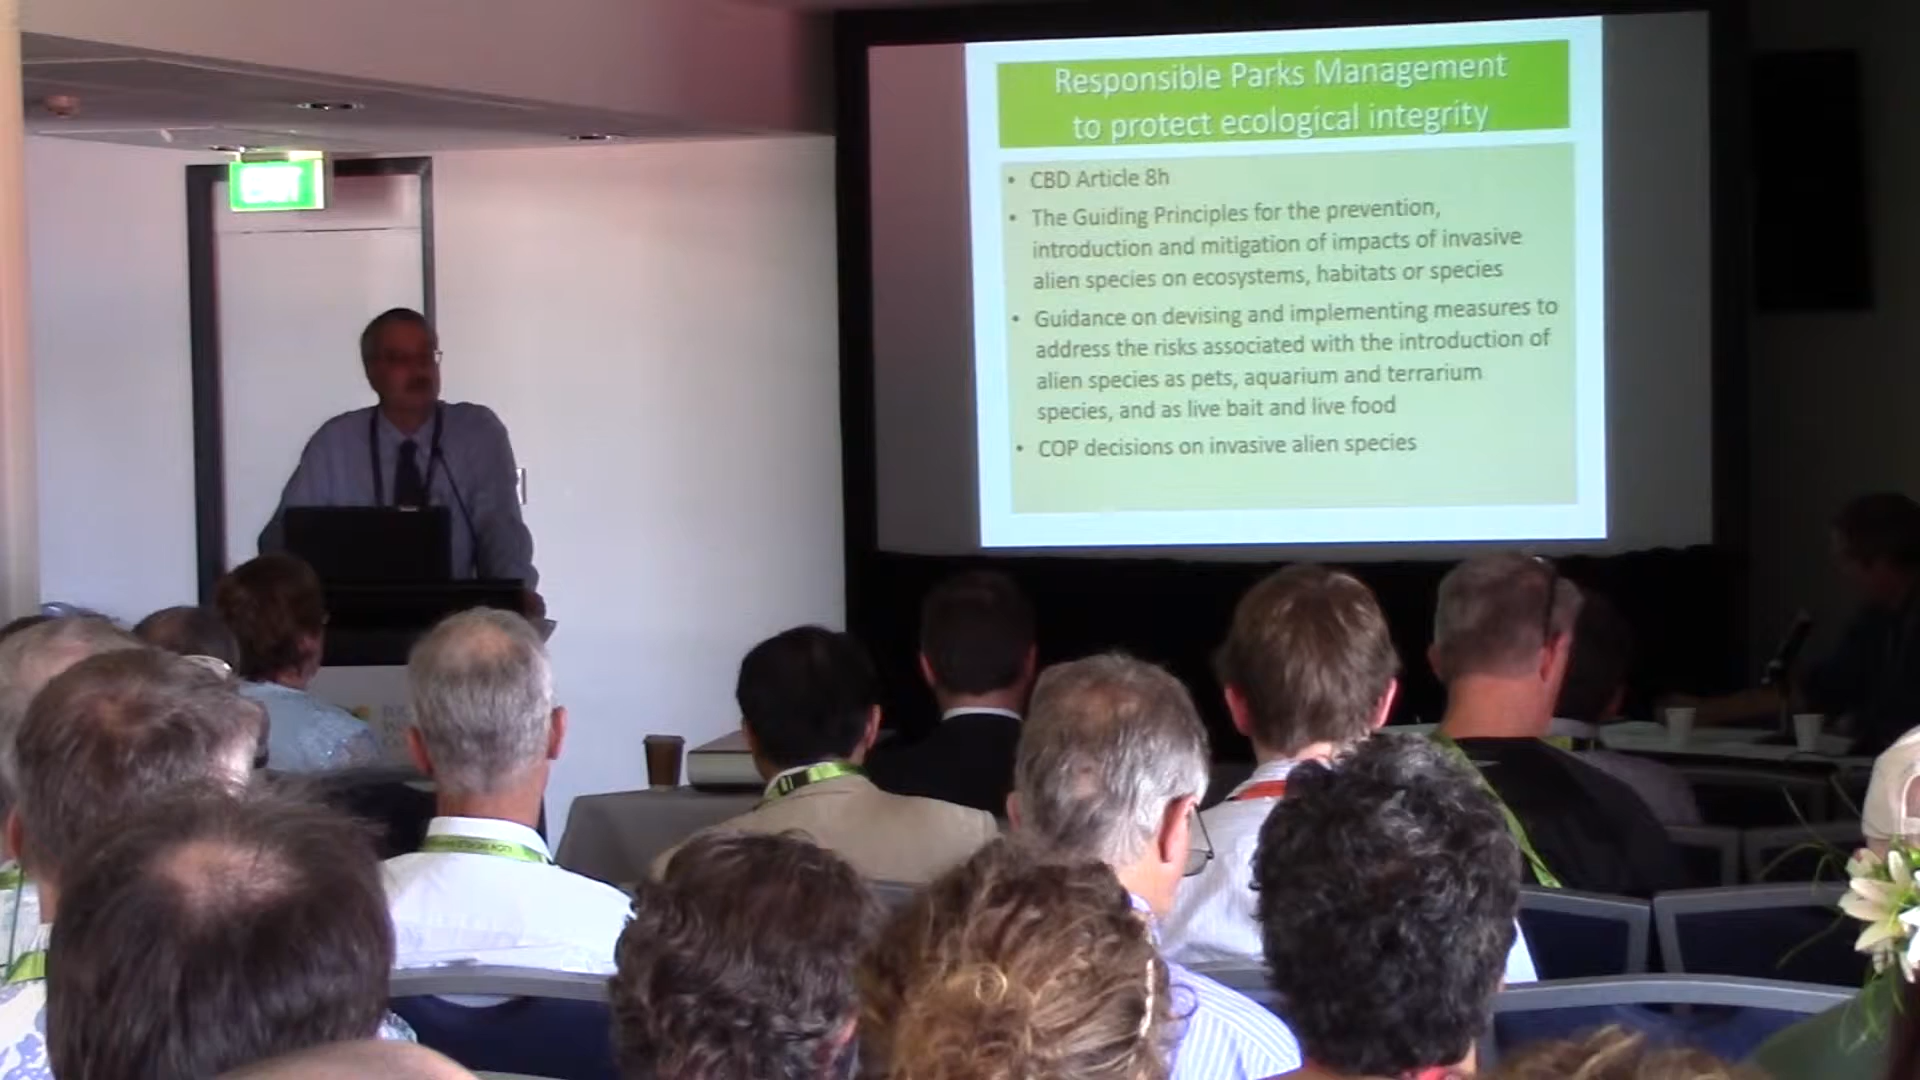 EXIT
Responsible Parks Management
to protect ecological integrity
• CBD Article 8h
• The Guiding Principles for the prevention,
introduction and mitigation of impacts of invasive
alien species on ecosystems, habitats or species
• Guidance on devising and implementing measures to
address the risks associated with the introduction of
alien species as pets, aquarium and terrarium
species, and as live bait and live food
• COP decisions on invasive alien species